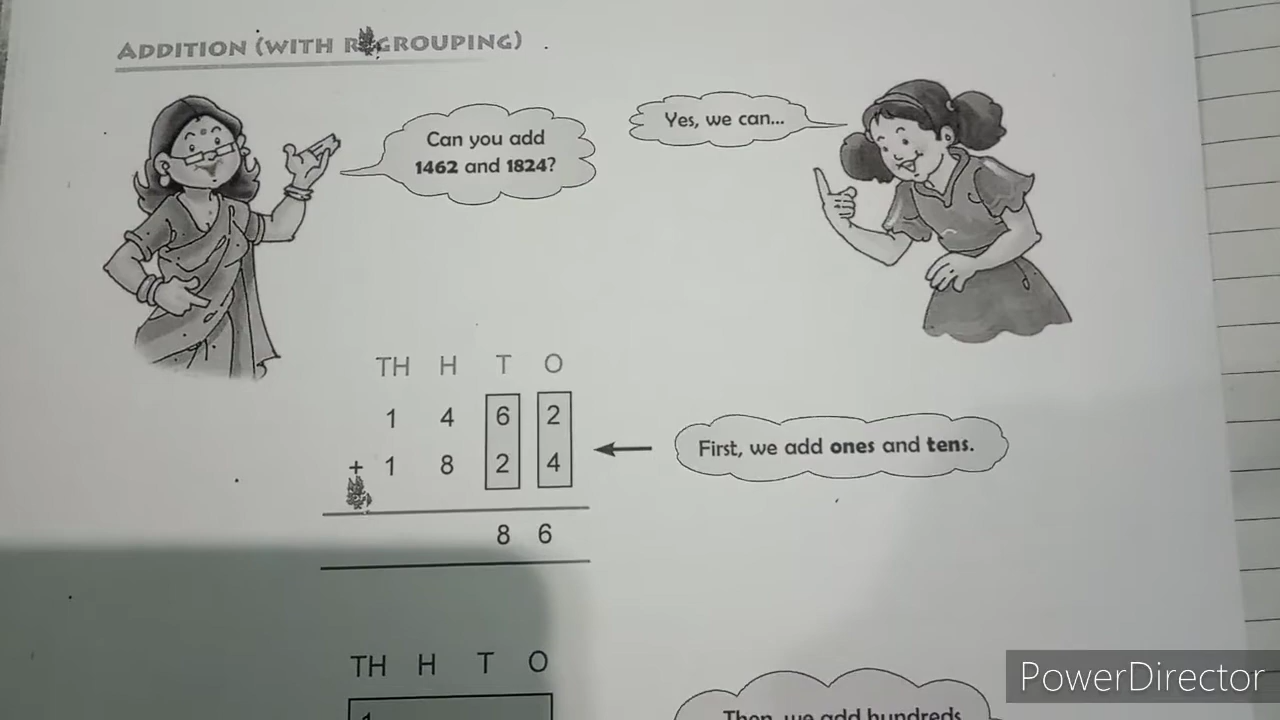 ADDITION (WITH REGROUPING)
Can you add
1462 and 1824?
Yes, we can...
TH H T O
1 4 6 2
+ 1 8 2 4
First, we add ones and tens.
8 6
TH H T O
1
Then, we add hundreds
PowerDirector